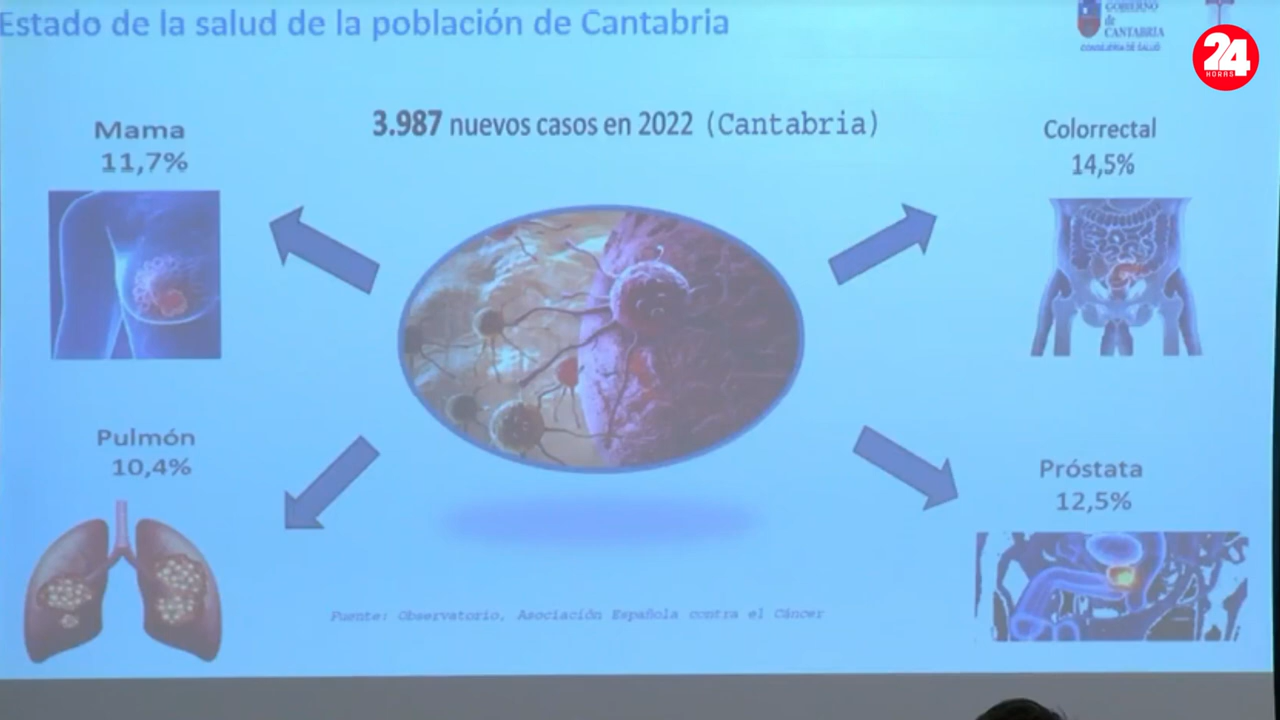 Estado de la salud de la población de Cantabria
GOBIERNO
de
CANTABRIA
CONSEJERIA DE SALUD
24
HORAS
3.987 nuevos casos en 2022 (Cantabria)
Mama
11,7%
Colorrectal
14,5%
Pulmón
10,4%
Próstata
12,5%
Fuente: Observatorio, Asociación Española contra el Cáncer